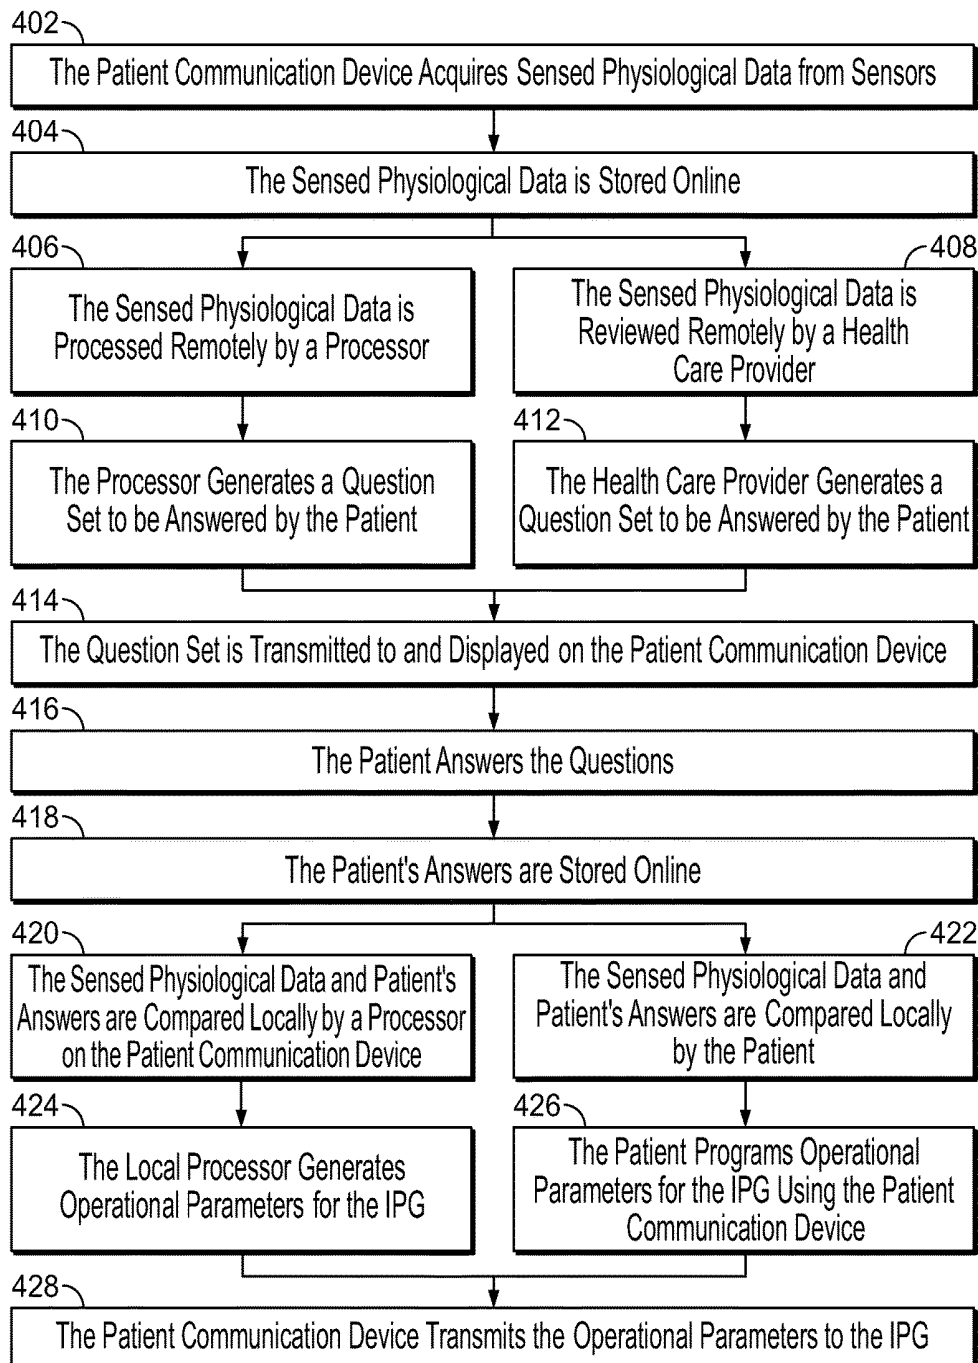 402
The Patient Communication Device Acquires Sensed Physiological Data from Sensors
404
The Sensed Physiological Data is Stored Online
406
The Sensed Physiological Data is
Processed Remotely by a Processor
408
The Sensed Physiological Data is
Reviewed Remotely by a Health
Care Provider
410
The Processor Generates a Question
Set to be Answered by the Patient
412
The Health Care Provider Generates a
Question Set to be Answered by the Patient
414
The Question Set is Transmitted to and Displayed on the Patient Communication Device
416
The Patient Answers the Questions
418
The Patient's Answers are Stored Online
420
The Sensed Physiological Data and Patient's
Answers are Compared Locally by a Processor
on the Patient Communication Device
422
The Sensed Physiological Data and
Patient's Answers are Compared Locally
by the Patient
424
The Local Processor Generates
Operational Parameters for the IPG
426
The Patient Programs Operational
Parameters for the IPG Using the Patient
Communication Device
428
The Patient Communication Device Transmits the Operational Parameters to the IPG